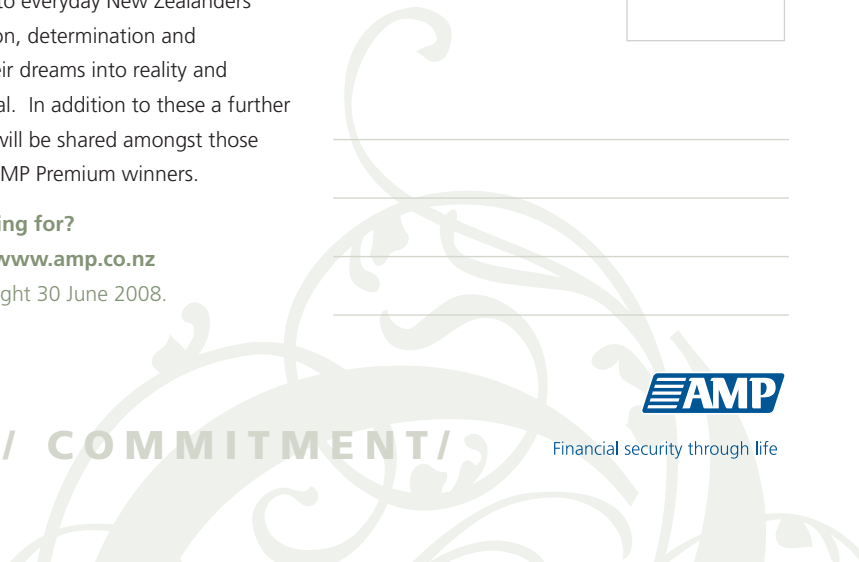 to everyday New Zealanders
on, determination and
eir dreams into reality and
al. In addition to these a further
will be shared amongst those
MP Premium winners.
ing for?
www.amp.co.nz
ght 30 June 2008.
/ COMMITMENT/
AMP
Financial security through life